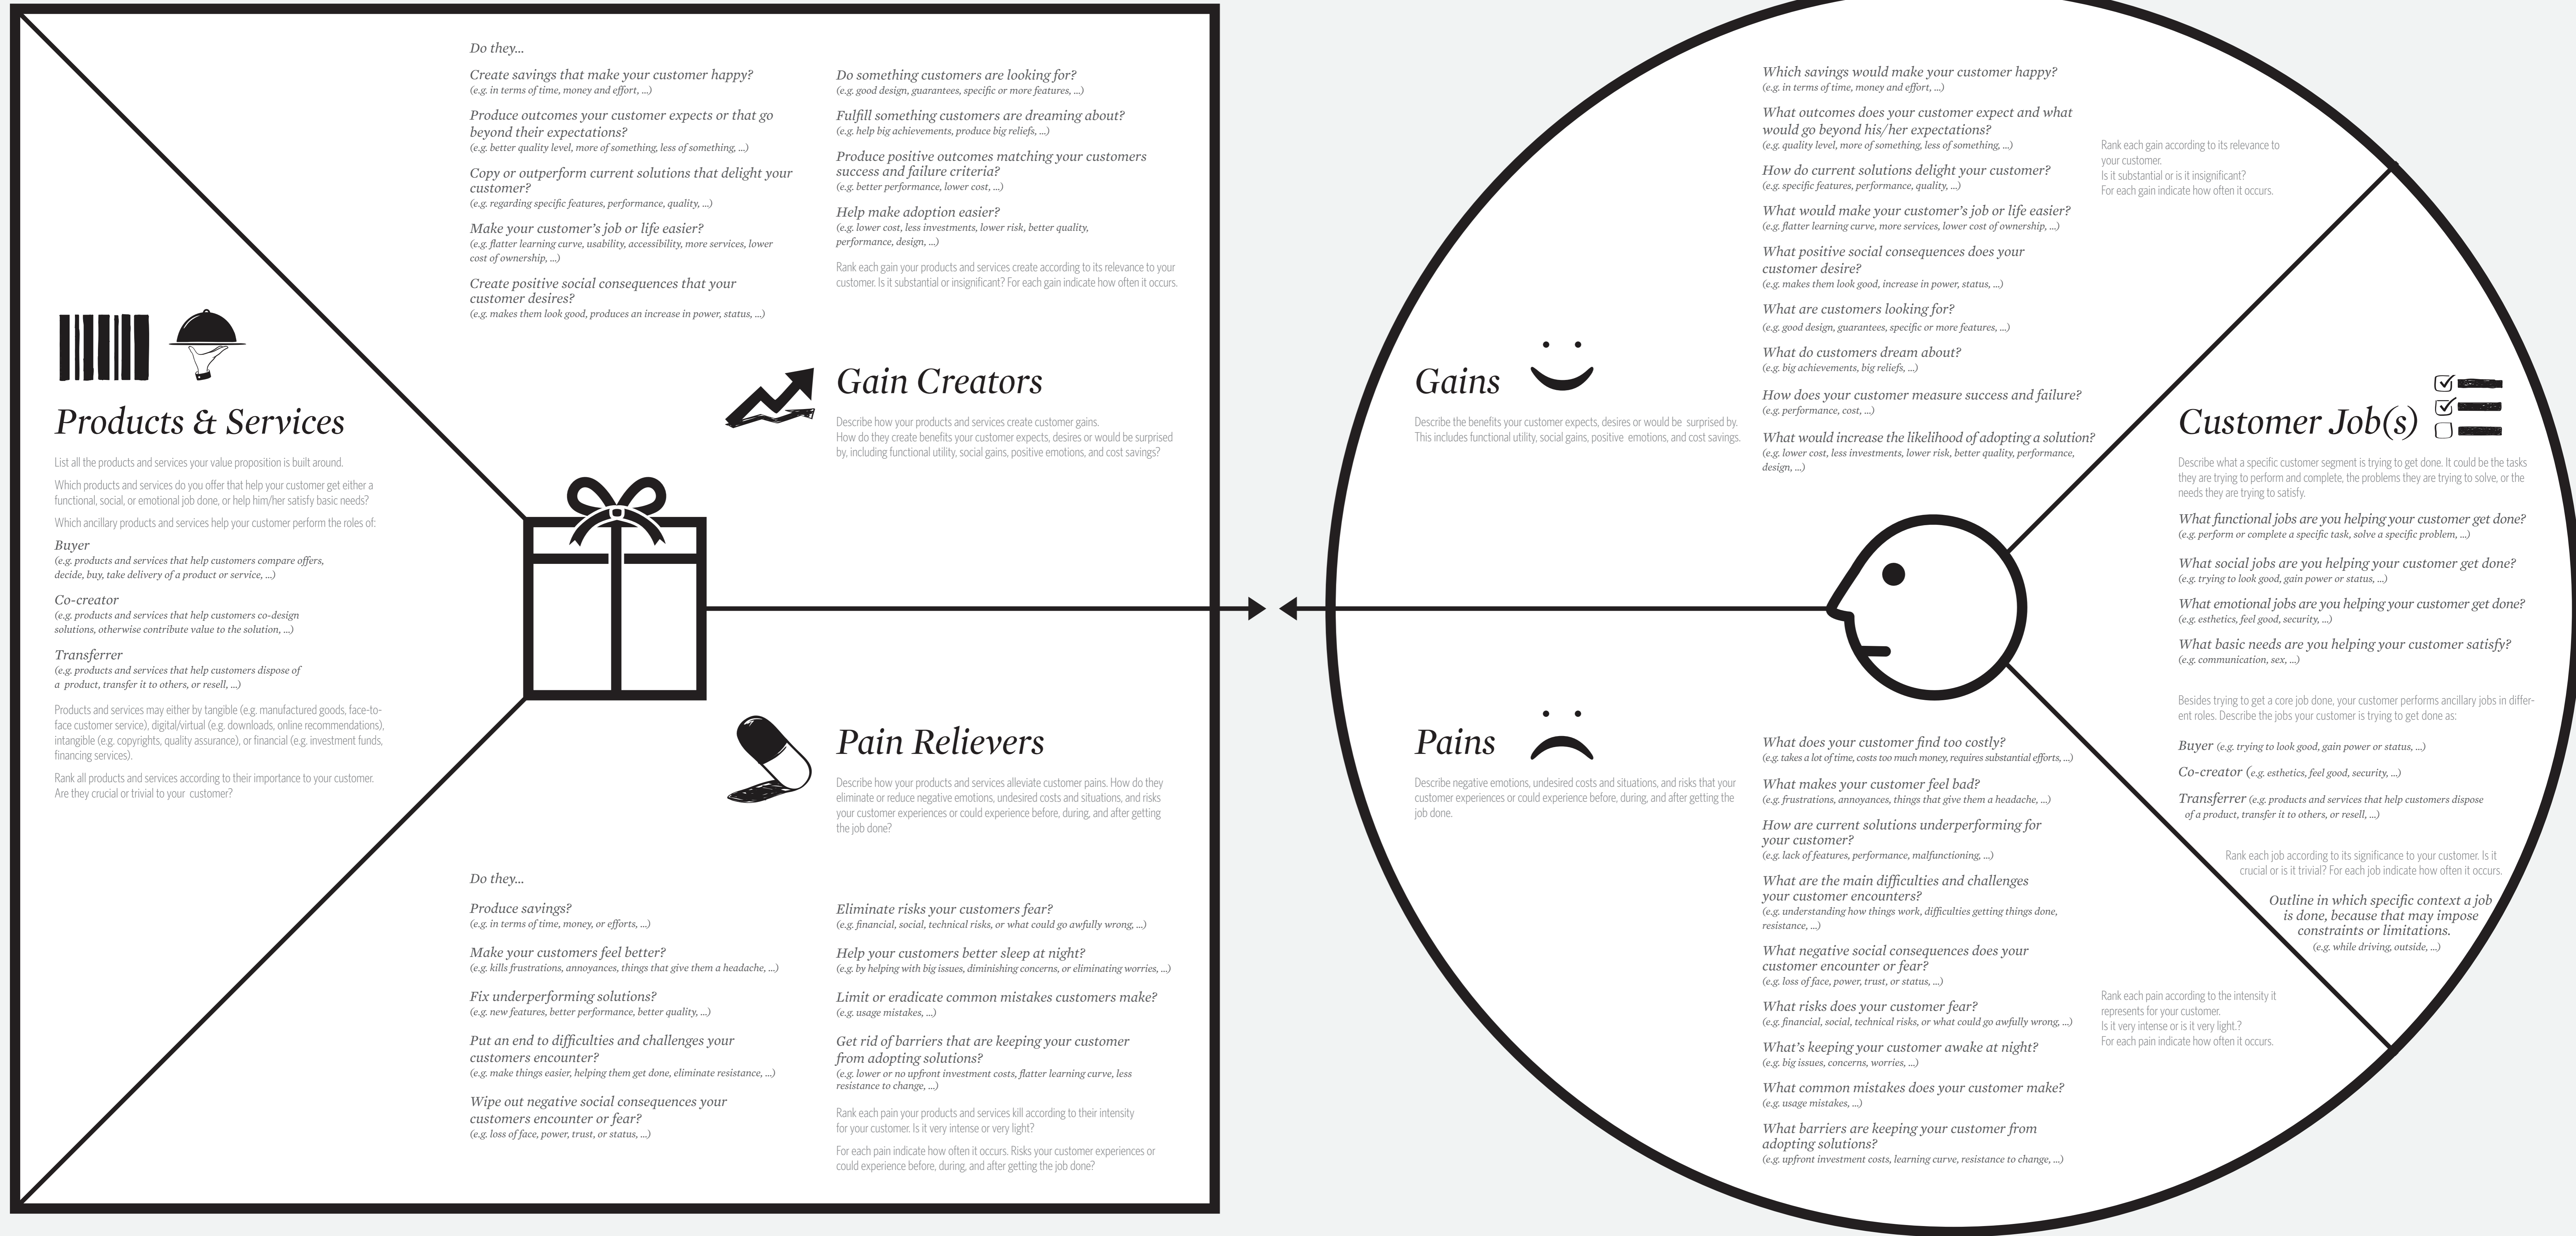 Products & Services
List all the products and services your value proposition is built around.
Which products and services do you offer that help your customer get either a
functional, social, or emotional job done, or help him/her satisfy basic needs?
Which ancillary products and services help your customer perform the roles of:
Buyer
(e.g. products and services that help customers compare offers,
decide, buy, take delivery of a product or service, ...)
Co-creator
(e.g. products and services that help customers co-design
solutions, otherwise contribute value to the solution, ...)
Transferrer
(e.g. products and services that help customers dispose of
a product, transfer it to others, or resell, ...)
Products and services may either by tangible (e.g. manufactured goods, face-to-
face customer service), digital/virtual (e.g. downloads, online recommendations),
intangible (e.g. copyrights, quality assurance), or financial (e.g. investment funds,
financing services).
Rank all products and services according to their importance to your customer.
Are they crucial or trivial to your customer?
Do they...
Create savings that make your customer happy?
(e.g. in terms of time, money and effort, ...)
Produce outcomes your customer expects or that go
beyond their expectations?
(e.g. better quality level, more of something, less of something, ...)
Copy or outperform current solutions that delight your
customer?
(e.g. regarding specific features, performance, quality, ...)
Make your customer's job or life easier?
(e.g. flatter learning curve, usability, accessibility, more services, lower
cost of ownership, ...)
Create positive social consequences that your
customer desires?
(e.g. makes them look good, produces an increase in power, status, ...)
Do something customers are looking for?
(e.g. good design, guarantees, specific or more features, ...)
Fulfill something customers are dreaming about?
(e.g. help big achievements, produce big reliefs, ...)
Produce positive outcomes matching your customers
success and failure criteria?
(e.g. better performance, lower cost, ...)
Help make adoption easier?
(e.g. lower cost, less investments, lower risk, better quality,
performance, design, ...)
Rank each gain your products and services create according to its relevance to your
customer. Is it substantial or insignificant? For each gain indicate how often it occurs.
Gain Creators
Describe how your products and services create customer gains.
How do they create benefits your customer expects, desires or would be surprised
by, including functional utility, social gains, positive emotions, and cost savings?
Pain Relievers
Describe how your products and services alleviate customer pains. How do they
eliminate or reduce negative emotions, undesired costs and situations, and risks
your customer experiences or could experience before, during, and after getting
the job done?
Do they...
Produce savings?
(e.g. in terms of time, money, or efforts, ...)
Make your customers feel better?
(e.g. kills frustrations, annoyances, things that give them a headache, ...)
Fix underperforming solutions?
(e.g. new features, better performance, better quality, ...)
Put an end to difficulties and challenges your
customers encounter?
(e.g. make things easier, helping them get done, eliminate resistance, ...)
Wipe out negative social consequences your
customers encounter or fear?
(e.g. loss of face, power, trust, or status, ...)
Eliminate risks your customers fear?
(e.g. financial, social, technical risks, or what could go awfully wrong, ...)
Help your customers better sleep at night?
(e.g. by helping with big issues, diminishing concerns, or eliminating worries, ...)
Limit or eradicate common mistakes customers make?
(e.g. usage mistakes, ...)
Get rid of barriers that are keeping your customer
from adopting solutions?
(e.g. lower or no upfront investment costs, flatter learning curve, less
resistance to change, ...)
Rank each pain your products and services kill according to their intensity
for your customer. Is it very intense or very light?
For each pain indicate how often it occurs. Risks your customer experiences or
could experience before, during, and after getting the job done?
Gains
Describe the benefits your customer expects, desires or would be surprised by.
This includes functional utility, social gains, positive emotions, and cost savings.
Which savings would make your customer happy?
(e.g. in terms of time, money and effort, ...)
What outcomes does your customer expect and what
would go beyond his/her expectations?
(e.g. quality level, more of something, less of something, ...)
How do current solutions delight your customer?
(e.g. specific features, performance, quality, ...)
What would make your customer's job or life easier?
(e.g. flatter learning curve, more services, lower cost of ownership, ...)
What positive social consequences does your
customer desire?
(e.g. makes them look good, increase in power, status, ...)
What are customers looking for?
(e.g. good design, guarantees, specific or more features, ...)
What do customers dream about?
(e.g. big achievements, big reliefs, ...)
How does your customer measure success and failure?
(e.g. performance, cost, ...)
What would increase the likelihood of adopting a solution?
(e.g. lower cost, less investments, lower risk, better quality, performance,
design, ...)
Rank each gain according to its relevance to
your customer.
Is it substantial or is it insignificant?
For each gain indicate how often it occurs.
Pains
Describe negative emotions, undesired costs and situations, and risks that your
customer experiences or could experience before, during, and after getting the
job done.
What does your customer find too costly?
(e.g. takes a lot of time, costs too much money, requires substantial efforts, ...)
What makes your customer feel bad?
(e.g. frustrations, annoyances, things that give them a headache, ...)
How are current solutions underperforming for
your customer?
(e.g. lack of features, performance, malfunctioning, ...)
What are the main difficulties and challenges
your customer encounters?
(e.g. understanding how things work, difficulties getting things done,
resistance, ...)
What negative social consequences does your
customer encounter or fear?
(e.g. loss of face, power, trust, or status, ...)
What risks does your customer fear?
(e.g. financial, social, technical risks, or what could go awfully wrong, ...)
What's keeping your customer awake at night?
(e.g. big issues, concerns, worries, ...)
What common mistakes does your customer make?
(e.g. usage mistakes, ...)
What barriers are keeping your customer from
adopting solutions?
(e.g. upfront investment costs, learning curve, resistance to change, ...)
Rank each pain according to the intensity it
represents for your customer.
Is it very intense or is it very light.?
For each pain indicate how often it occurs.
Customer Job(s)
Describe what a specific customer segment is trying to get done. It could be the tasks
they are trying to perform and complete, the problems they are trying to solve, or the
needs they are trying to satisfy.
What functional jobs are you helping your customer get done?
(e.g. perform or complete a specific task, solve a specific problem, ...)
What social jobs are you helping your customer get done?
(e.g. trying to look good, gain power or status, ...)
What emotional jobs are you helping your customer get done?
(e.g. esthetics, feel good, security, ...)
What basic needs are you helping your customer satisfy?
(e.g. communication, sex, ...)
Besides trying to get a core job done, your customer performs ancillary jobs in differ-
ent roles. Describe the jobs your customer is trying to get done as:
Buyer (e.g. trying to look good, gain power or status, ...)
Co-creator (e.g. esthetics, feel good, security, ...)
Transferrer (e.g. products and services that help customers dispose
of a product, transfer it to others, or resell, ...)
Rank each job according to its significance to your customer. Is it
crucial or is it trivial? For each job indicate how often it occurs.
Outline in which specific context a job
is done, because that may impose
constraints or limitations.
(e.g. while driving, outside, ...)